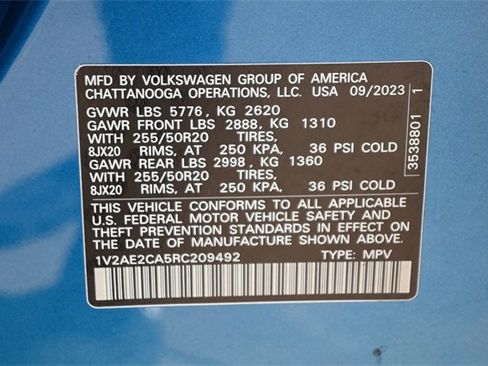 MFD BY VOLKSWAGEN GROUP OF AMERICA
CHATTANOOGA OPERATIONS, LLC. USA 09/2023
GVWR LBS 5776, KG 2620
GAWR FRONT LBS 2888, KG 1310
WITH 255/50R20 TIRES,
8JX20 RIMS, AT 250 KPA, 36 PSI COLD
GAWR REAR LBS 2998, KG 1360
WITH 255/50R20 TIRES,
8JX20 RIMS, AT 250 KPA, 36 PSI COLD
THIS VEHICLE CONFORMS TO ALL APPLICABLE
U.S. FEDERAL MOTOR VEHICLE SAFETY AND
THEFT PREVENTION STANDARDS IN EFFECT
AT THE DATE OF MANUFACTURE SHOWN ABOVE
1V2AE2CA5RC209492 TYPE: MPV
3538801 1